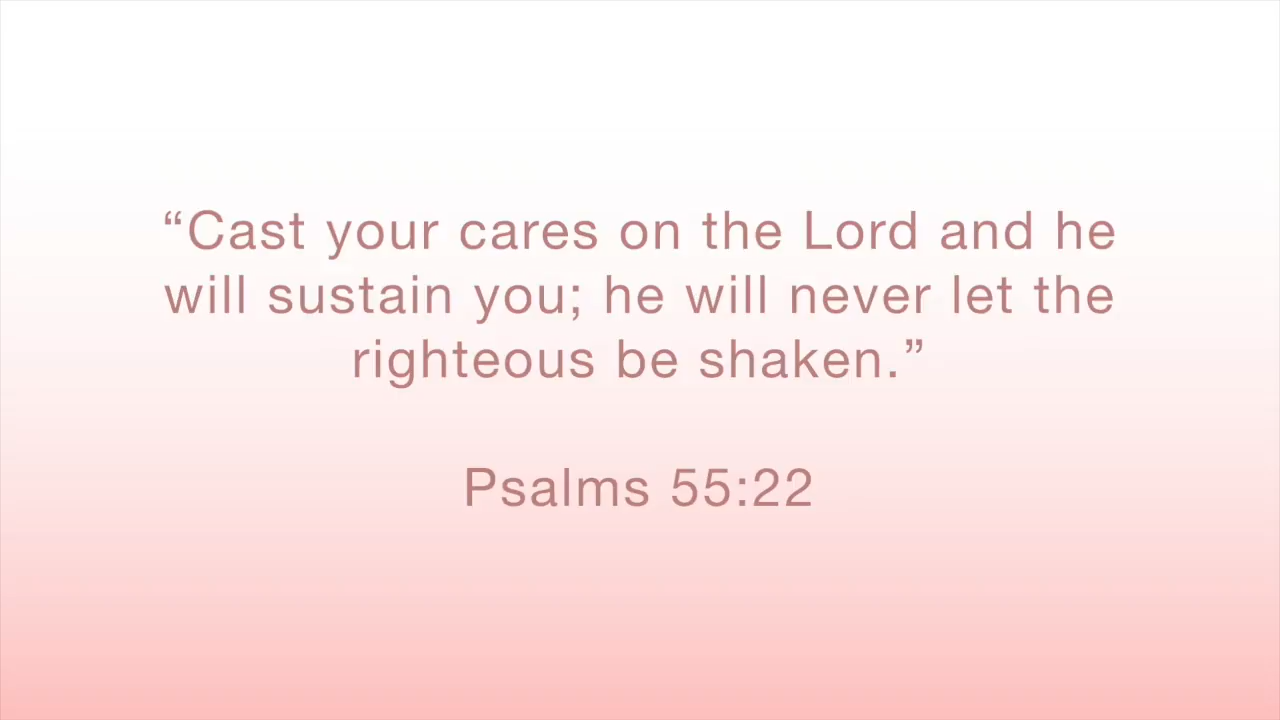 “Cast your cares on the Lord and he
will sustain you; he will never let the
righteous be shaken.”
Psalms 55:22